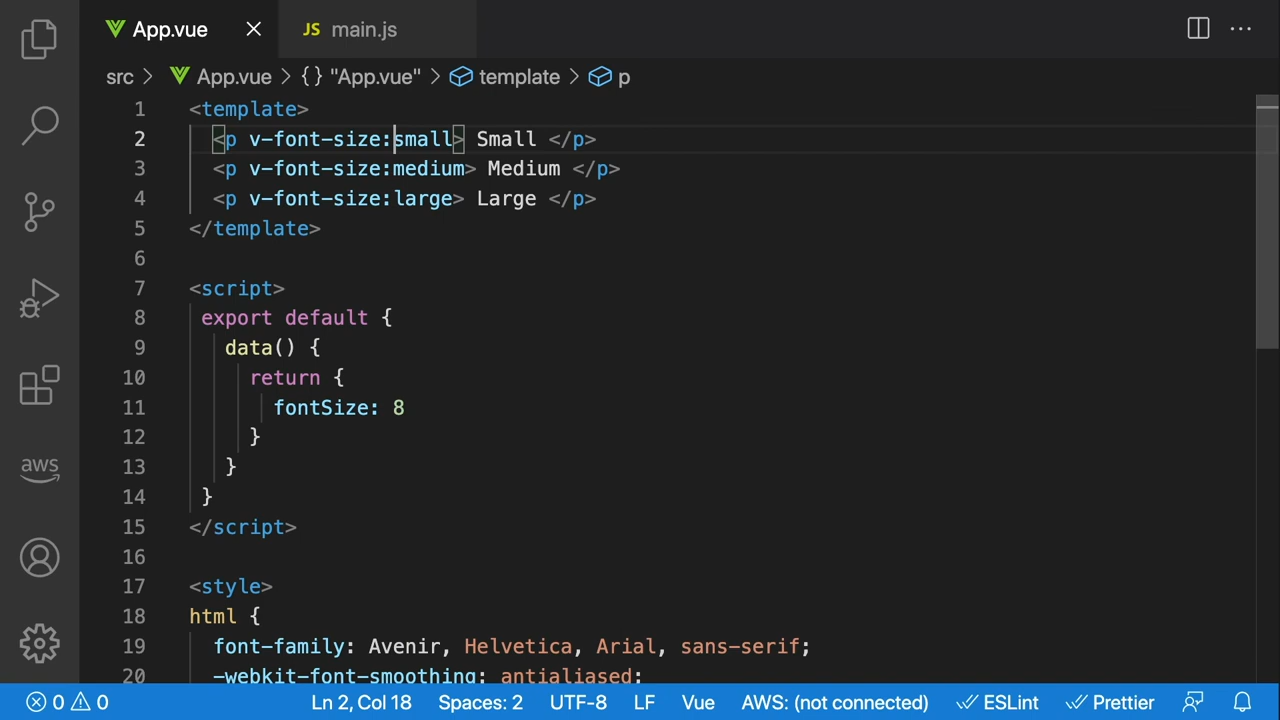 App.vue
JS main.js
src > App.vue > {} "App.vue" > template > p
1 <template>
2 <p v-font-size:small> Small </p>
3 <p v-font-size:medium> Medium </p>
4 <p v-font-size:large> Large </p>
5 </template>
6
7 <script>
8 export default {
9 data() {
10 return {
11 fontSize: 8
12 }
13 }
14 }
15 </script>
16
17 <style>
18 html {
19 font-family: Avenir, Helvetica, Arial, sans-serif;
20 -webkit-font-smoothing: antialiased;
aws
0 0 Ln 2, Col 18 Spaces: 2 UTF-8 LF Vue AWS: (not connected) ESLint Prettier